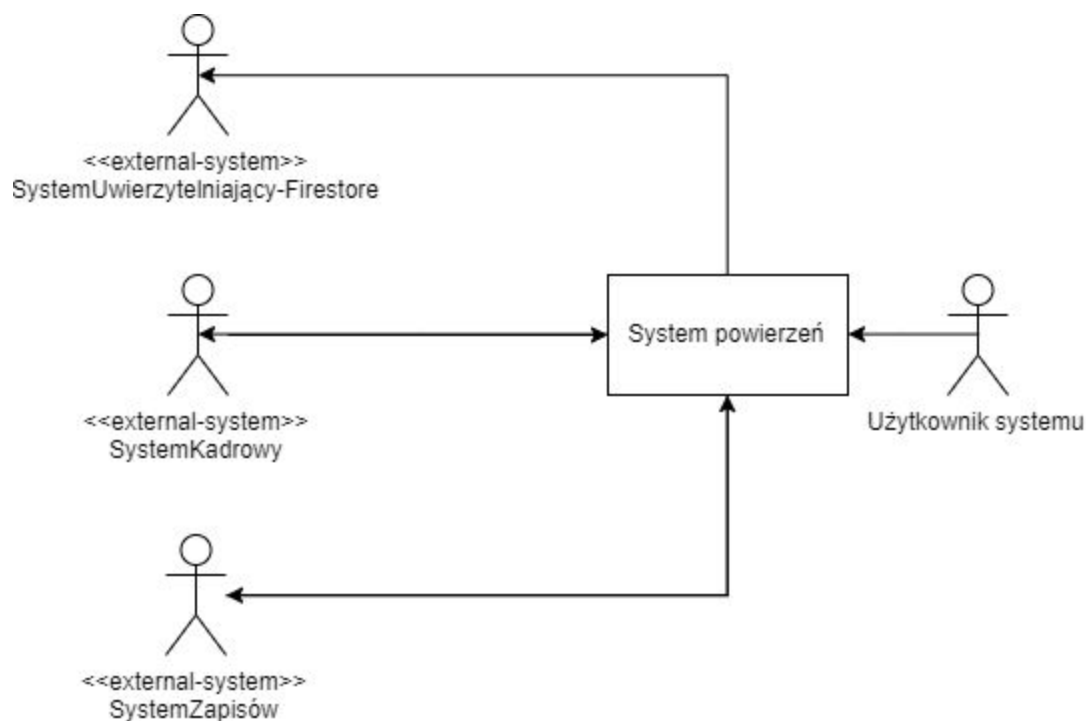 <<external-system>>
SystemUwierzytelniający-Firestore
System powierzeń
<<external-system>>
SystemKadrowy
Użytkownik systemu
<<external-system>>
SystemZapisów